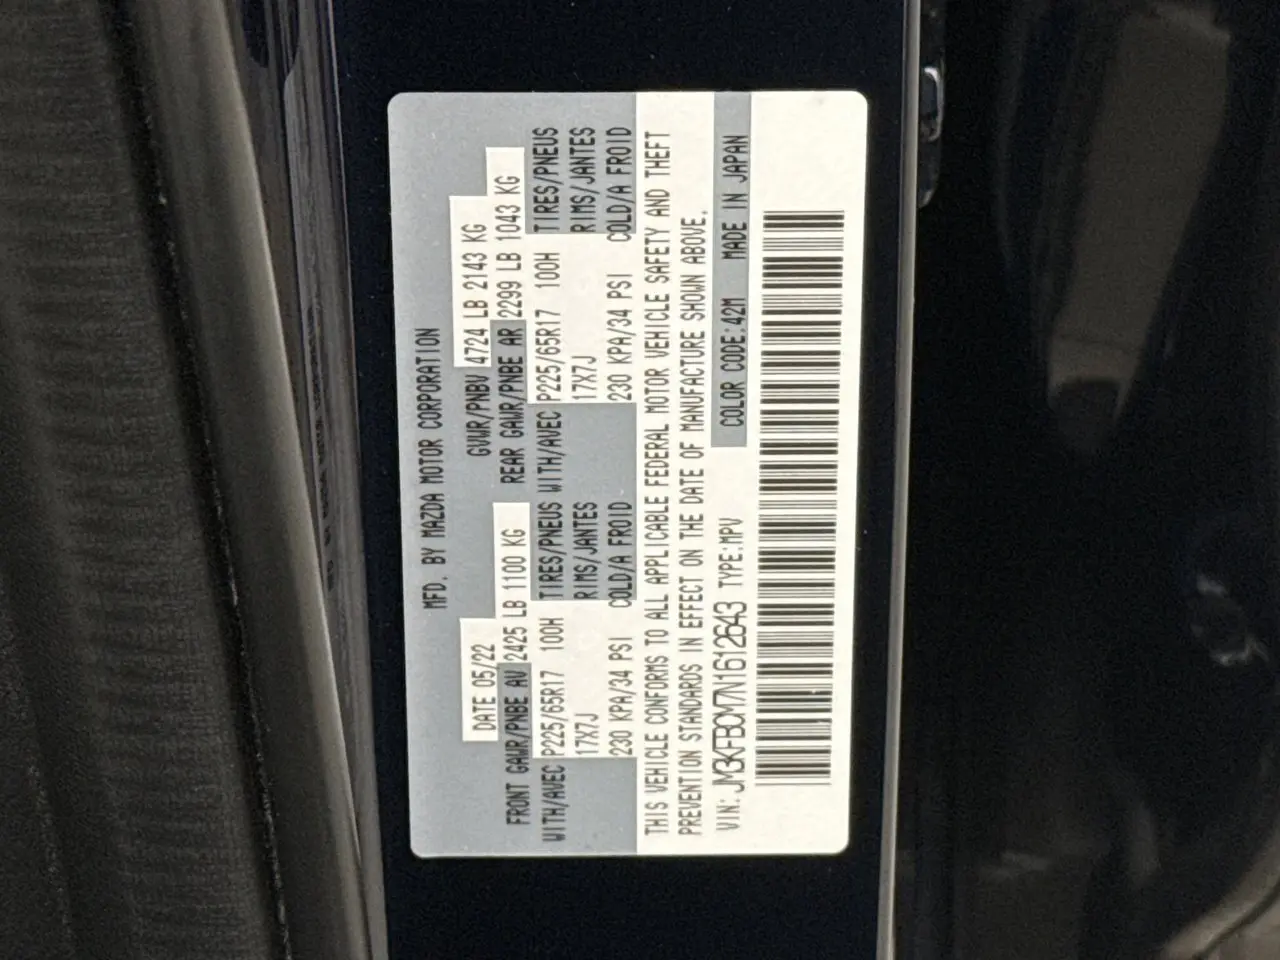 MFD. BY MAZDA MOTOR CORPORATION
DATE 05/22 GVWR/PNBV 4724 LB 2143 KG
FRONT GAWR/PNBE AV 2425 LB 1100 KG REAR GAWR/PNBE AR 2299 LB 1043 KG
WITH/AVEC P225/65R17 100H TIRES/PNEUS WITH/AVEC P225/65R17 100H TIRES/PNEUS
17X7J RIMS/JANTES 17X7J RIMS/JANTES
230 KPA/34 PSI COLD/A FROID 230 KPA/34 PSI COLD/A FROID
THIS VEHICLE CONFORMS TO ALL APPLICABLE FEDERAL MOTOR VEHICLE SAFETY AND THEFT
PREVENTION STANDARDS IN EFFECT ON THE DATE OF MANUFACTURE SHOWN ABOVE.
VIN: JM3KFBCM7N1612643 TYPE:MPV COLOR CODE:42M MADE IN JAPAN